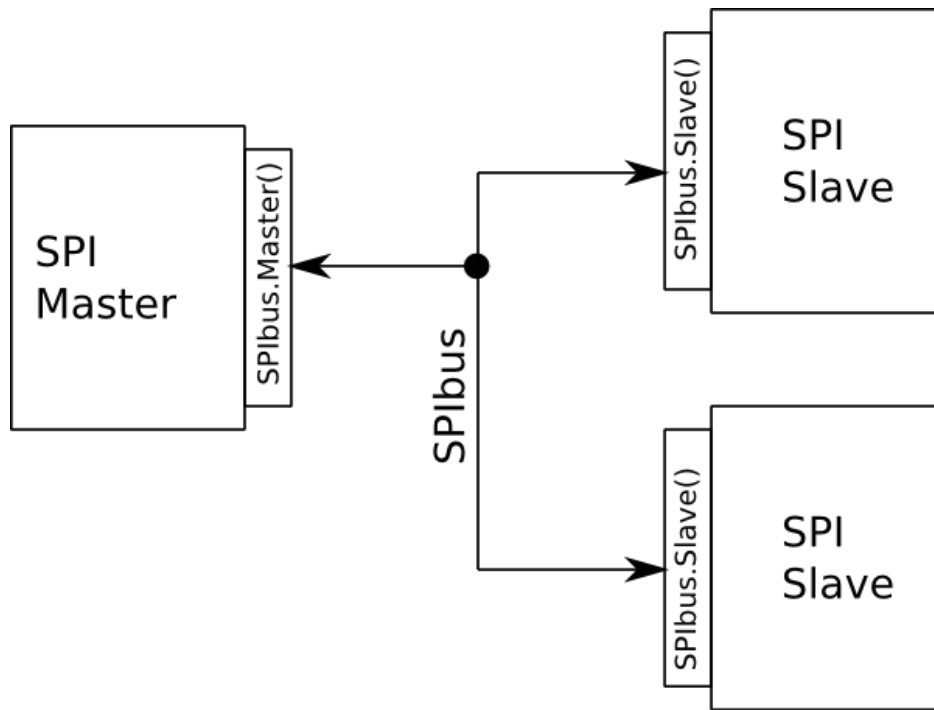 SPI
Master
SPIbus.Master()
SPIbus
SPIbus.Slave()
SPI
Slave
SPIbus.Slave()
SPI
Slave